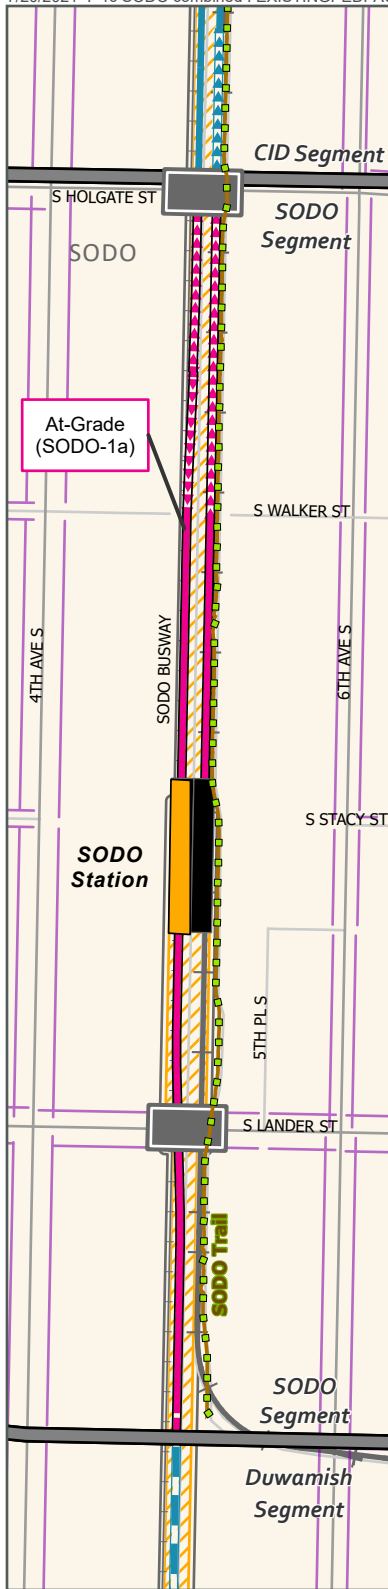 CID Segment
S HOLGATE ST
SODO
Segment
SODO
At-Grade
(SODO-1a)
S WALKER ST
4TH AVE S
SODO BUSWAY
6TH AVE S
S STACY ST
SODO
Station
5TH PL S
S LANDER ST
SODO Trail
SODO
Segment
Duwamish
Segment